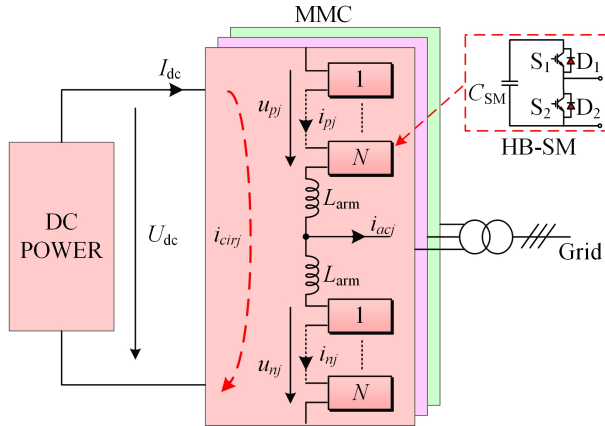 MMC
I_dc
DC
POWER
U_dc
i_cirj
u_pj
i_pj
1
N
L_arm
i_acj
L_arm
1
u_nj
i_nj
N
C_SM
S_1
D_1
S_2
D_2
HB-SM
Grid